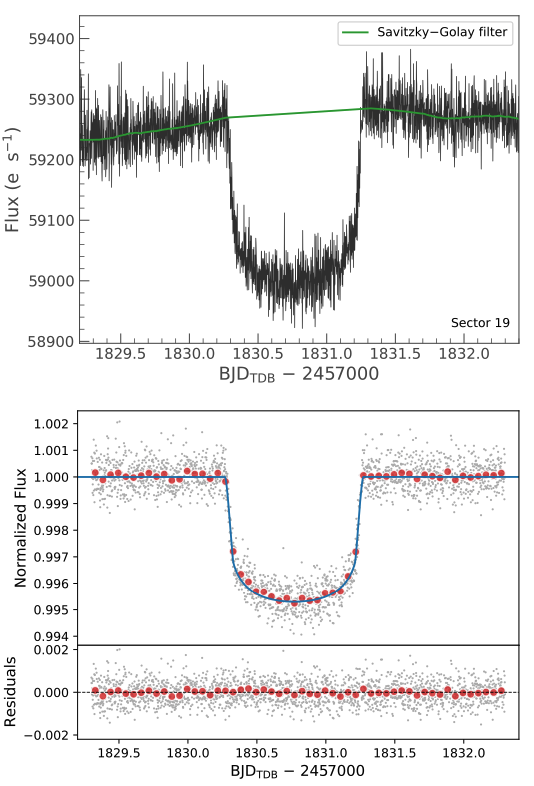 Savitzky−Golay filter
59400
59300
59200
59100
59000
58900
Flux (e s⁻¹)
Sector 19
1829.5 1830.0 1830.5 1831.0 1831.5 1832.0
BJD_TDB − 2457000
1.002
1.001
1.000
0.999
0.998
0.997
0.996
0.995
0.994
Normalized Flux
0.002
0.000
−0.002
Residuals
1829.5 1830.0 1830.5 1831.0 1831.5 1832.0
BJD_TDB − 2457000